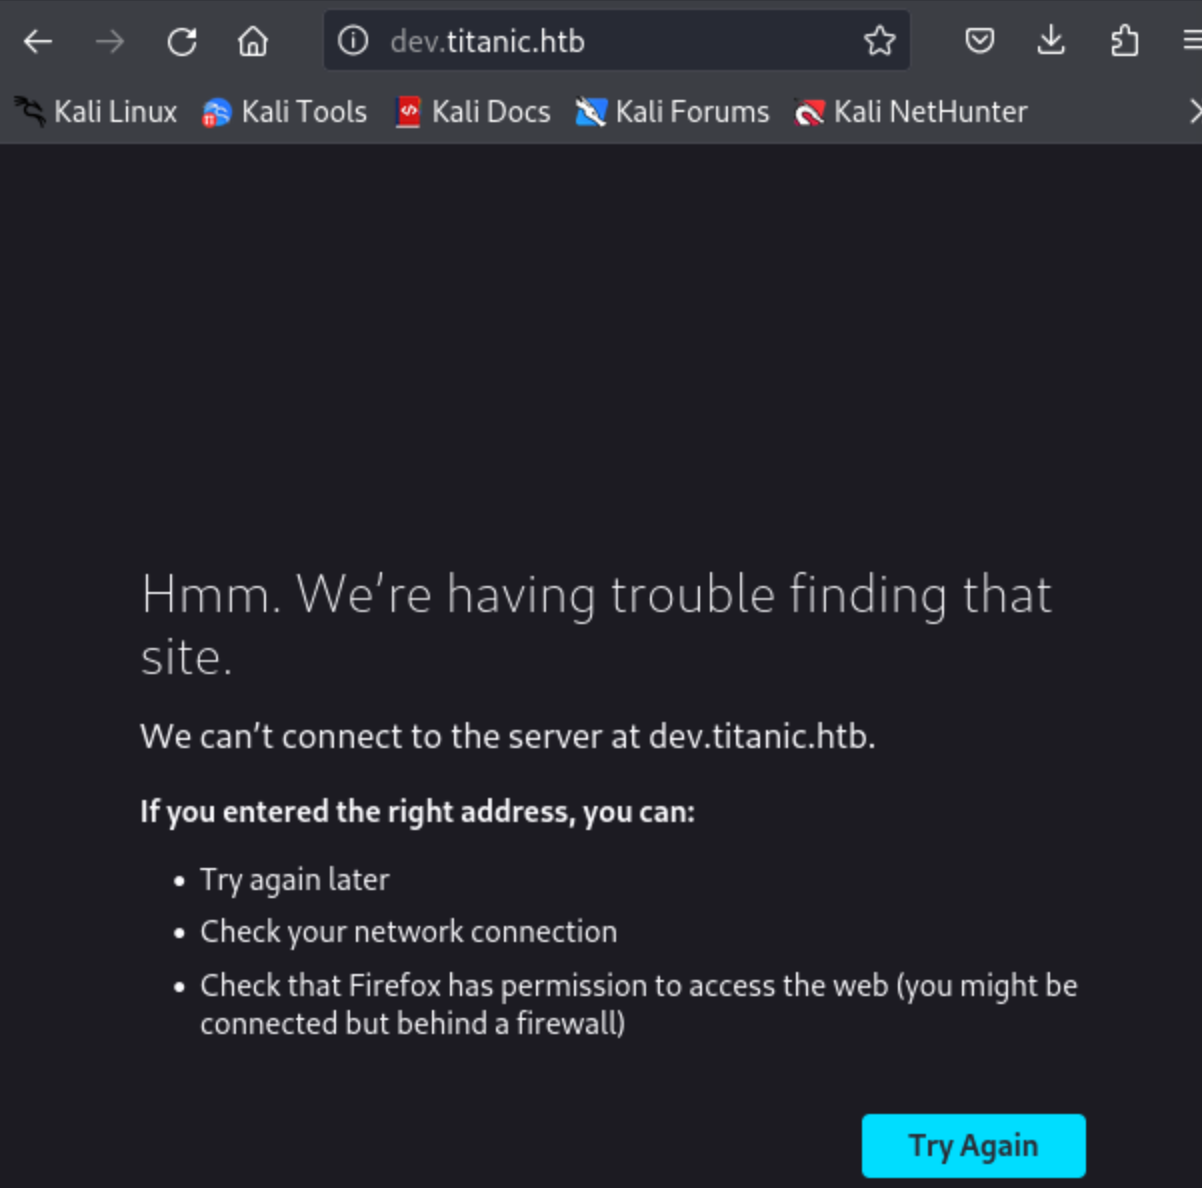 dev.titanic.htb
Kali Linux Kali Tools Kali Docs Kali Forums Kali NetHunter
Hmm. We’re having trouble finding that
site.
We can’t connect to the server at dev.titanic.htb.
If you entered the right address, you can:
• Try again later
• Check your network connection
• Check that Firefox has permission to access the web (you might be
connected but behind a firewall)
Try Again